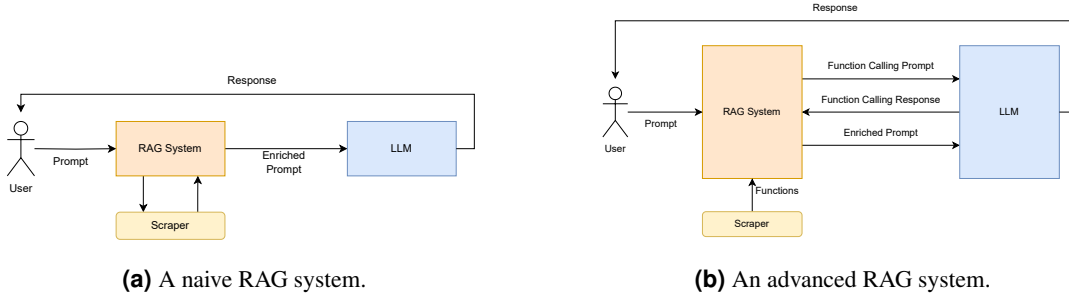 Response
User
Prompt
RAG System
Enriched
Prompt
LLM
Scraper
(a) A naive RAG system.
Response
User
Prompt
RAG System
Function Calling Prompt
Function Calling Response
Enriched Prompt
LLM
Functions
Scraper
(b) An advanced RAG system.